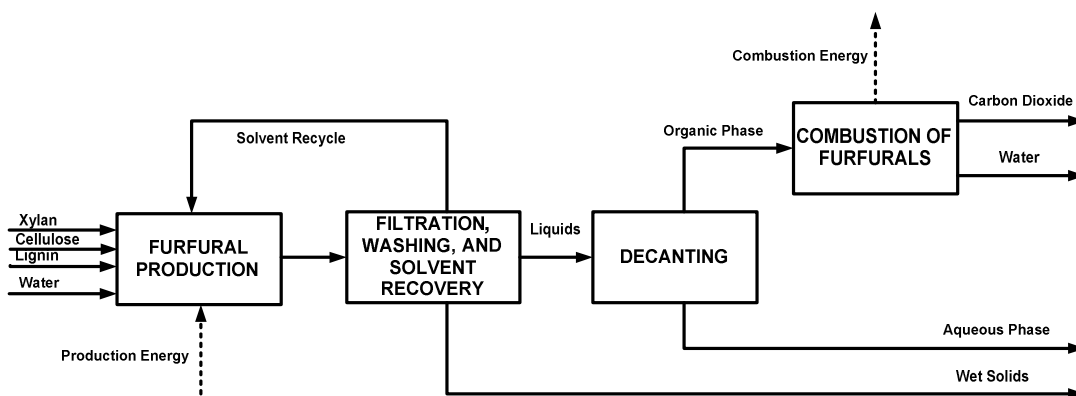 Combustion Energy
Carbon Dioxide
COMBUSTION OF
FURFURALS
Organic Phase
Solvent Recycle
Water
Xylan
Cellulose
Lignin
Water
FURFURAL
PRODUCTION
FILTRATION,
WASHING, AND
SOLVENT
RECOVERY
Liquids
DECANTING
Aqueous Phase
Production Energy
Wet Solids